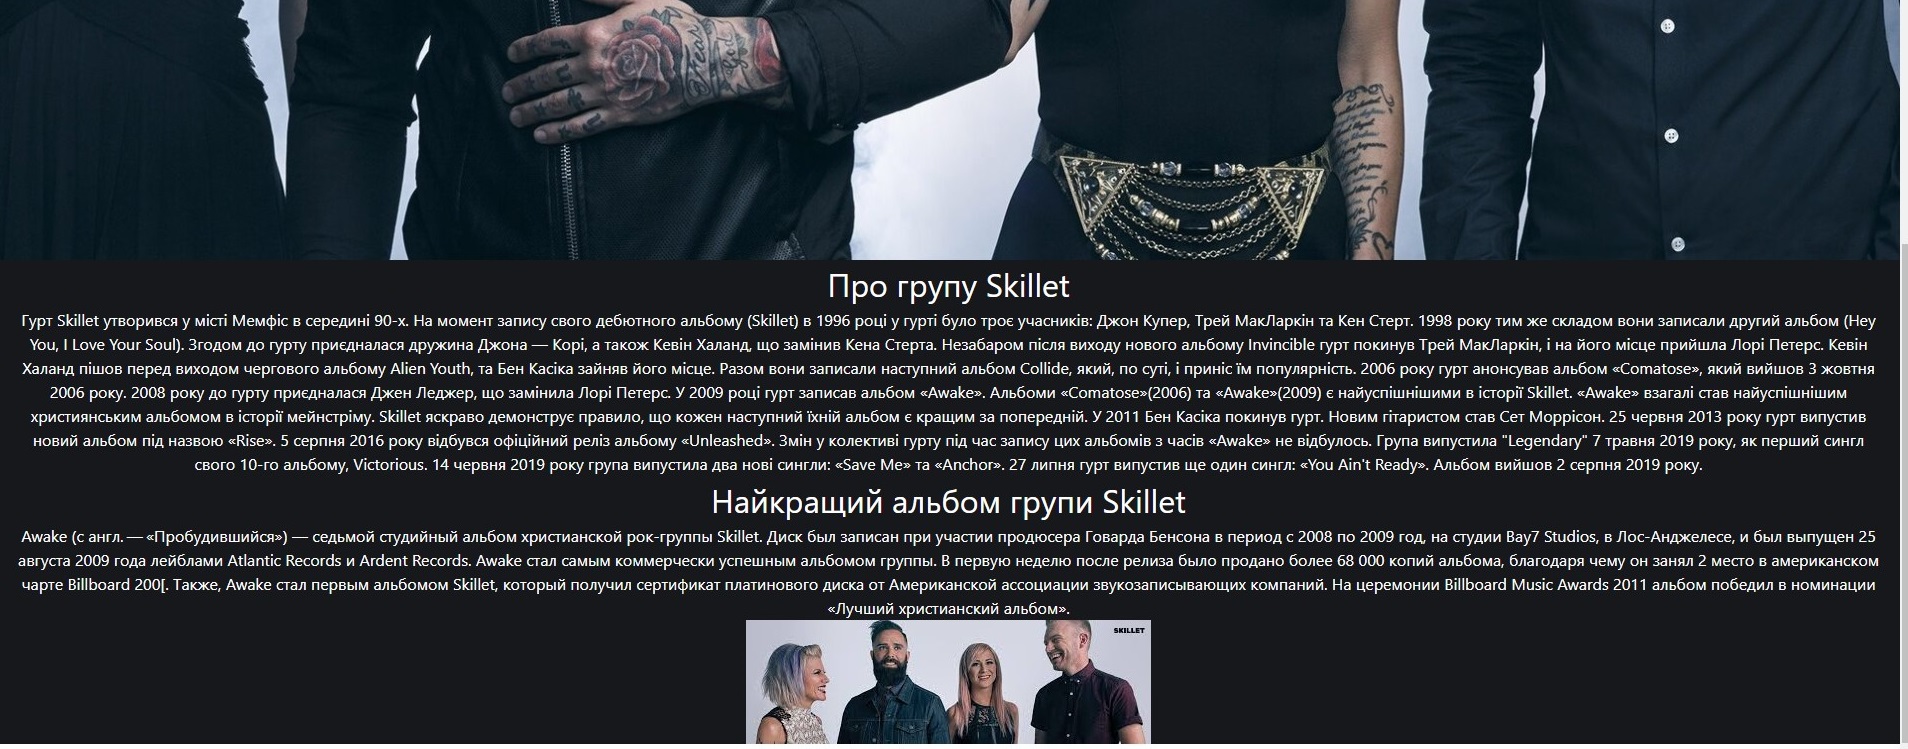 Про групу Skillet
Гурт Skillet утворився у місті Мемфіс в середині 90-х. На момент запису свого дебютного альбому (Skillet) в 1996 році у гурті було троє учасників: Джон Купер, Трей МакЛаркін та Кен Стерт. 1998 року тим же складом вони записали другий альбом (Hey
You, I Love Your Soul). Згодом до гурту приєдналася дружина Джона — Корі, а також Кевін Халанд, що замінив Кена Стерта. Незабаром після виходу нового альбому Invincible гурт покинув Трей МакЛаркін, і на його місце прийшла Лорі Петерс. Кевін
Халанд пішов перед виходом чергового альбому Alien Youth, та Бен Касіка зайняв його місце. Разом вони записали наступний альбом Collide, який, по суті, і приніс їм популярність. 2006 року гурт анонсував альбом «Comatose», який вийшов 3 жовтня
2006 року. 2008 року до гурту приєдналася Джен Леджер, що замінила Лорі Петерс. У 2009 році гурт записав альбом «Awake». Альбоми «Comatose»(2006) та «Awake»(2009) є найуспішнішими в історії Skillet. «Awake» взагалі став найуспішнішим
християнським альбомом в історії мейнстріму. Skillet яскраво демонструє правило, що кожен наступний їхній альбом є кращим за попередній. У 2011 Бен Касіка покинув гурт. Новим гітаристом став Сет Моррісон. 25 червня 2013 року гурт випустив
новий альбом під назвою «Rise». 5 серпня 2016 року відбувся офіційний реліз альбому «Unleashed». Змін у колективі гурту під час запису цих альбомів з часів «Awake» не відбулось. Група випустила "Legendary" 7 травня 2019 року, як перший сингл
свого 10-го альбому, Victorious. 14 червня 2019 року група випустила два нові сингли: «Save Me» та «Anchor». 27 липня гурт випустив ще один сингл: «You Ain't Ready». Альбом вийшов 2 серпня 2019 року.
Найкращий альбом групи Skillet
Awake (с англ. — «Пробудившийся») — седьмой студийный альбом христианской рок-группы Skillet. Диск был записан при участии продюсера Говарда Бенсона в период с 2008 по 2009 год, на студии Bay7 Studios, в Лос-Анджелесе, и был выпущен 25
августа 2009 года лейблами Atlantic Records и Ardent Records. Awake стал самым коммерчески успешным альбомом группы. В первую неделю после релиза было продано более 68 000 копий альбома, благодаря чему он занял 2 место в американском
чарте Billboard 200[. Также, Awake стал первым альбомом Skillet, который получил сертификат платинового диска от Американской ассоциации звукозаписывающих компаний. На церемонии Billboard Music Awards 2011 альбом победил в номинации
«Лучший христианский альбом».
SKILLET